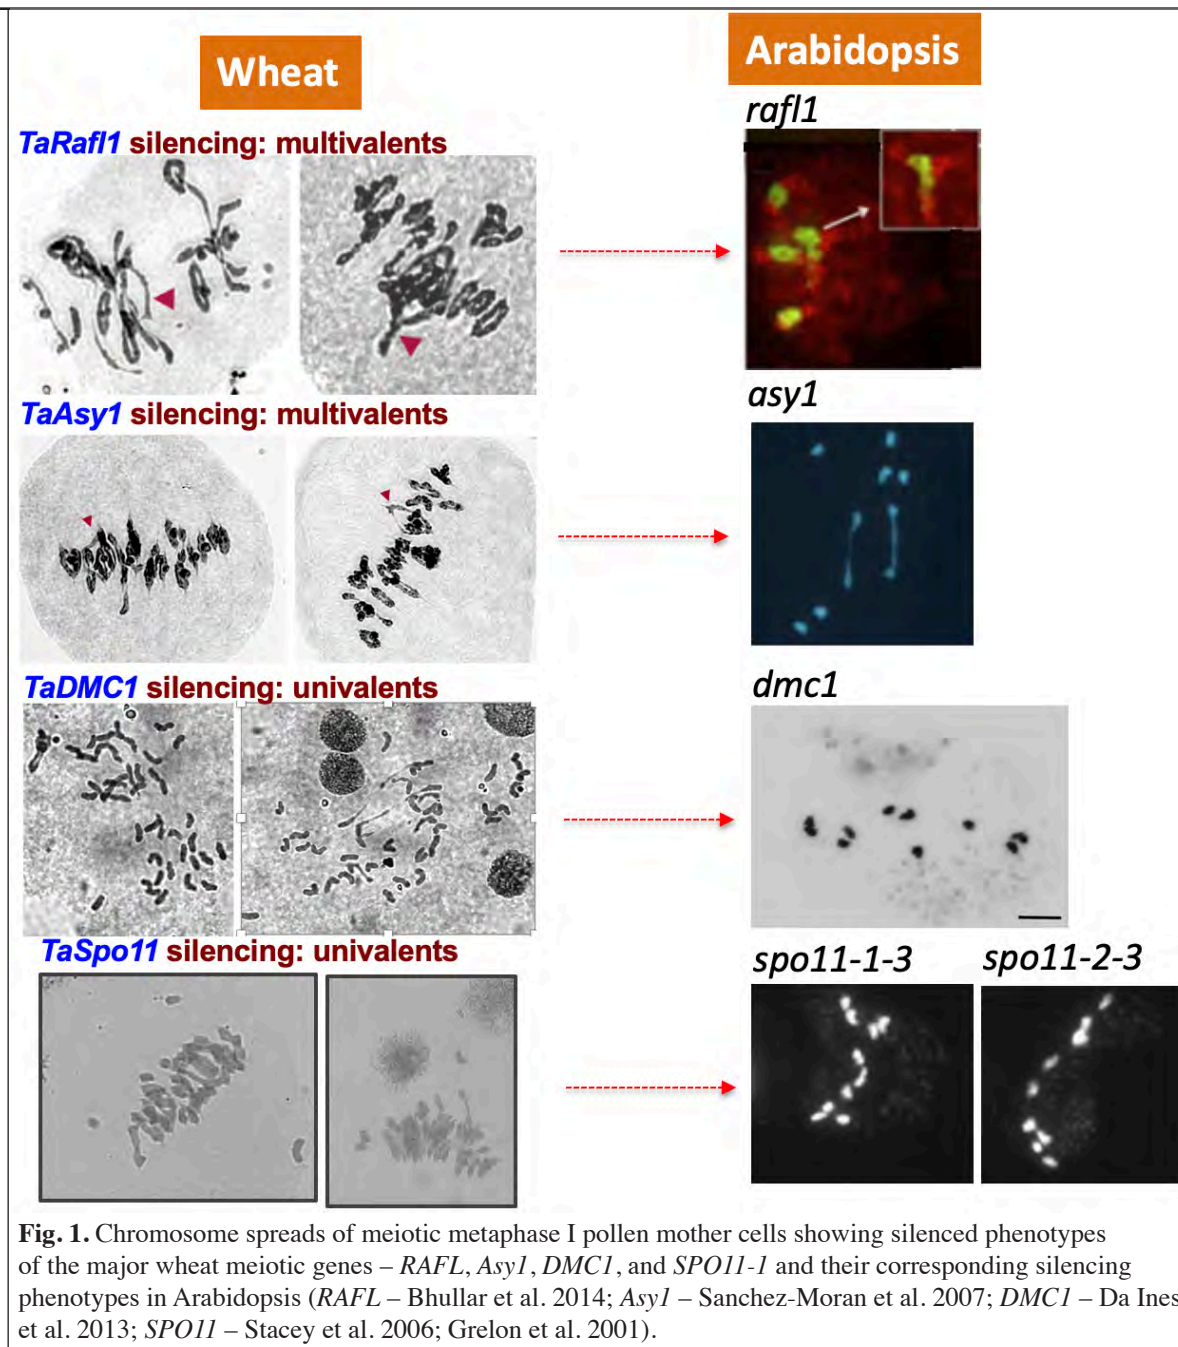 Wheat
Arabidopsis
TaRafl1 silencing: multivalents
rafl1
TaAsy1 silencing: multivalents
asy1
TaDMC1 silencing: univalents
dmc1
TaSpo11 silencing: univalents
spo11-1-3
spo11-2-3
Fig. 1. Chromosome spreads of meiotic metaphase I pollen mother cells showing silenced phenotypes
of the major wheat meiotic genes – RAFL, Asy1, DMC1, and SPO11-1 and their corresponding silencing
phenotypes in Arabidopsis (RAFL – Bhullar et al. 2014; Asy1 – Sanchez-Moran et al. 2007; DMC1 – Da Ines
et al. 2013; SPO11 – Stacey et al. 2006; Grelon et al. 2001).